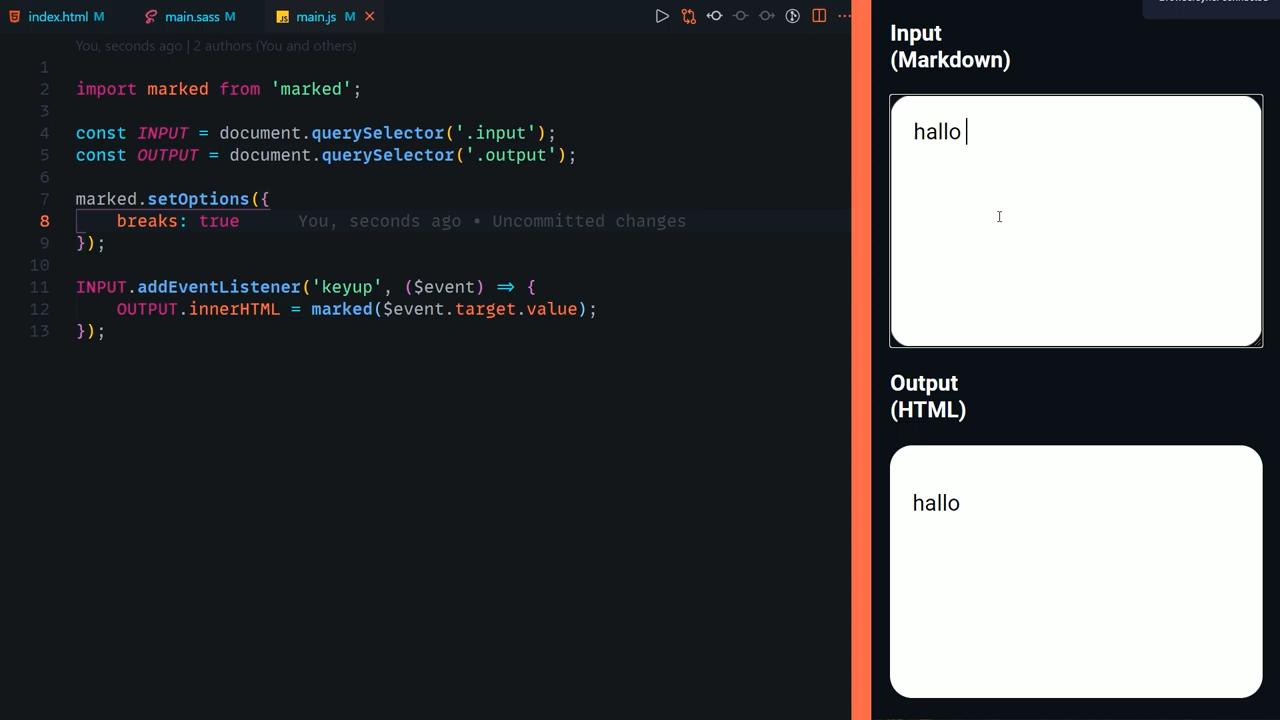 index.html M main.sass M main.js M
You, seconds ago | 2 authors (You and others)
1
2 import marked from 'marked';
3
4 const INPUT = document.querySelector('.input');
5 const OUTPUT = document.querySelector('.output');
6
7 marked.setOptions({
8 breaks: true You, seconds ago • Uncommitted changes
9 });
10
11 INPUT.addEventListener('keyup', ($event) => {
12 OUTPUT.innerHTML = marked($event.target.value);
13 });
Input
(Markdown)
hallo
Output
(HTML)
hallo